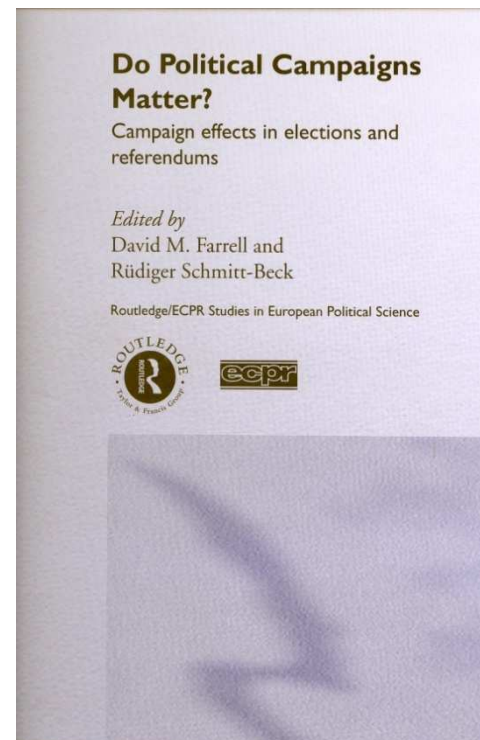 Do Political Campaigns
Matter?
Campaign effects in elections and
referendums
Edited by
David M. Farrell and
Rüdiger Schmitt-Beck
Routledge/ECPR Studies in European Political Science
ROUTLEDGE
R
ROUTLEDGE
Taylor & Francis Group
ecpr